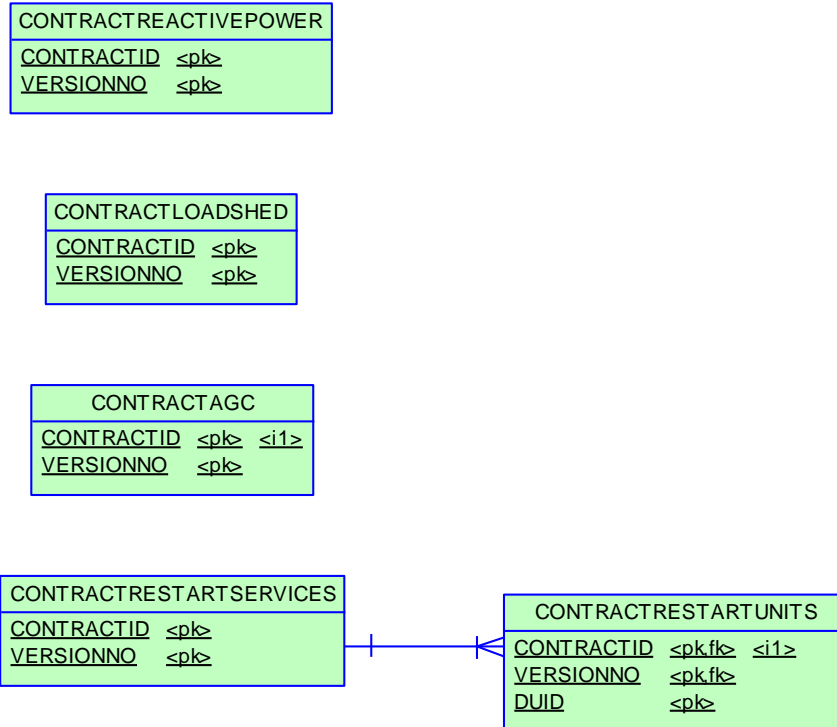 CONTRACTREACTIVEPOWER
CONTRACTID <pk>
VERSIONNO <pk>
CONTRACTLOADSHED
CONTRACTID <pk>
VERSIONNO <pk>
CONTRACTAGC
CONTRACTID <pk> <i1>
VERSIONNO <pk>
CONTRACTRESTARTSERVICES
CONTRACTID <pk>
VERSIONNO <pk>
CONTRACTRESTARTUNITS
CONTRACTID <pk,fk> <i1>
VERSIONNO <pk,fk>
DUID <pk>